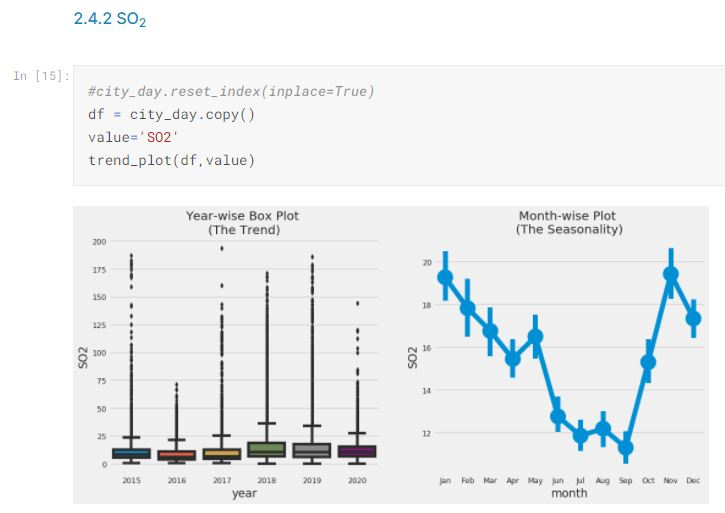 2.4.2 SO2
In [15]:
#city_day.reset_index(inplace=True)
df = city_day.copy()
value='SO2'
trend_plot(df,value)
Year-wise Box Plot
(The Trend)
200
175
150
125
100
75
50
25
0
SO2
2015 2016 2017 2018 2019 2020
year
Month-wise Plot
(The Seasonality)
20
18
16
14
12
SO2
Jan Feb Mar Apr May Jun Jul Aug Sep Oct Nov Dec
month